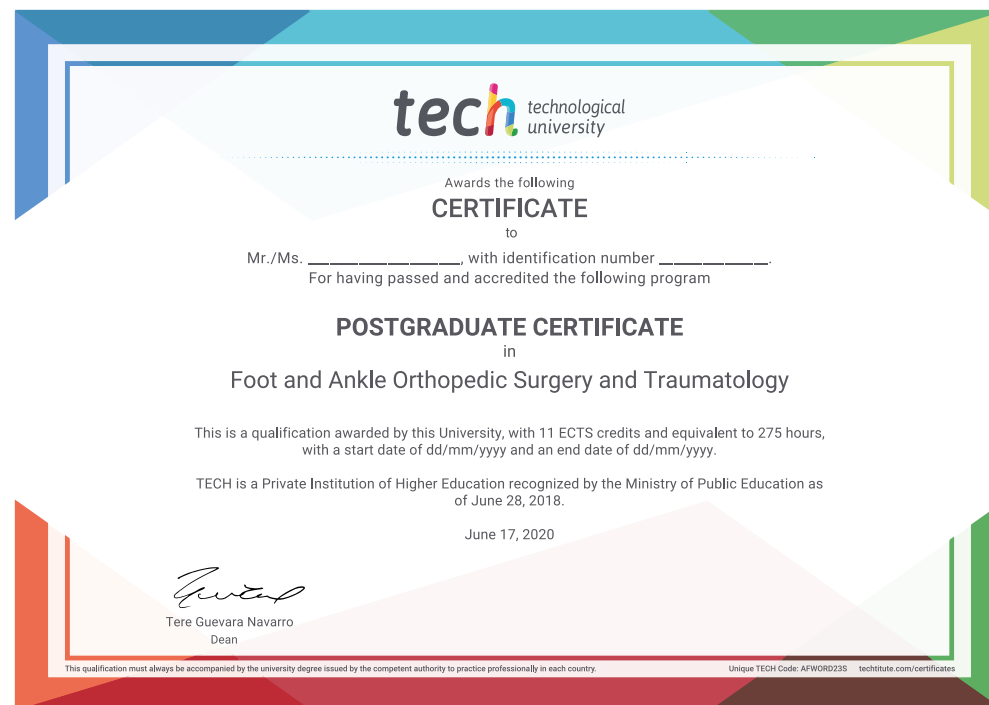 tech technological
university
Awards the following
CERTIFICATE
to
Mr./Ms. ____________________, with identification number ______________.
For having passed and accredited the following program
POSTGRADUATE CERTIFICATE
in
Foot and Ankle Orthopedic Surgery and Traumatology
This is a qualification awarded by this University, with 11 ECTS credits and equivalent to 275 hours,
with a start date of dd/mm/yyyy and an end date of dd/mm/yyyy.
TECH is a Private Institution of Higher Education recognized by the Ministry of Public Education as
of June 28, 2018.
June 17, 2020
Tere Guevara Navarro
Dean
This qualification must always be accompanied by the university degree issued by the competent authority to practice professionally in each country.
Unique TECH Code: AFWORD23S techtitute.com/certificates